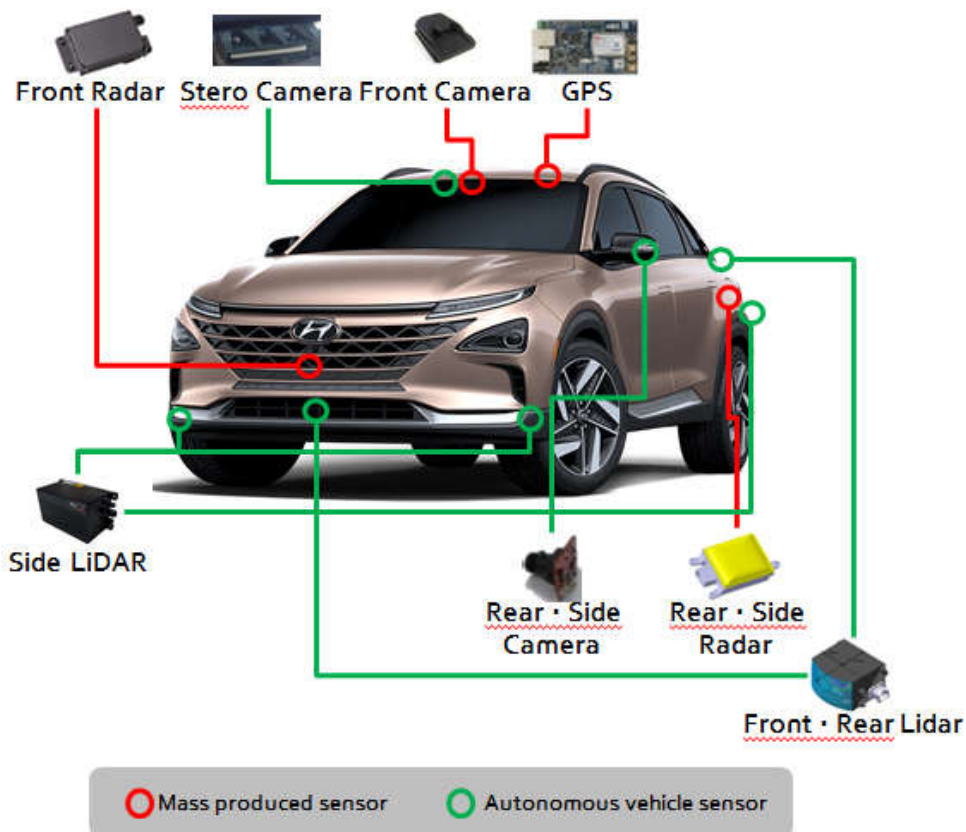 Front Radar
Stero Camera
Front Camera
GPS
Side LiDAR
Rear · Side
Camera
Rear · Side
Radar
Front · Rear Lidar
Mass produced sensor
Autonomous vehicle sensor